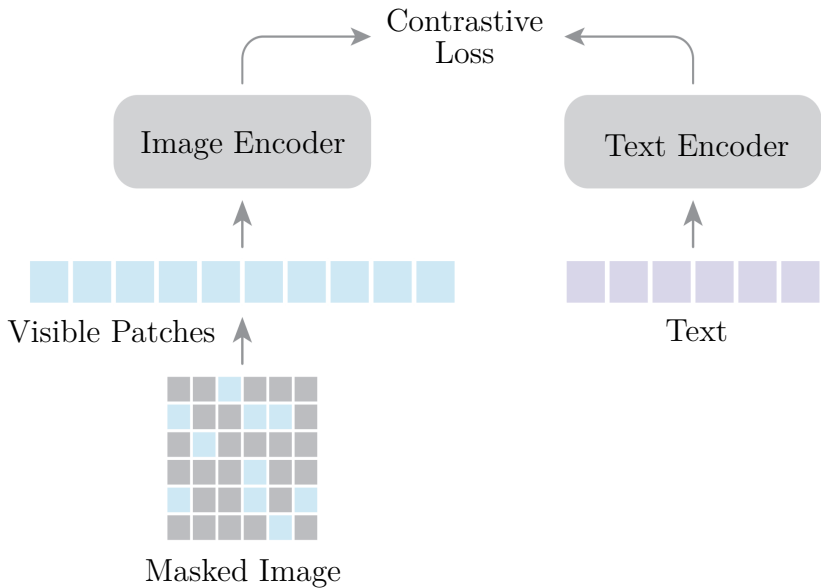 Contrastive
Loss
Image Encoder
Text Encoder
Visible Patches
Text
Masked Image